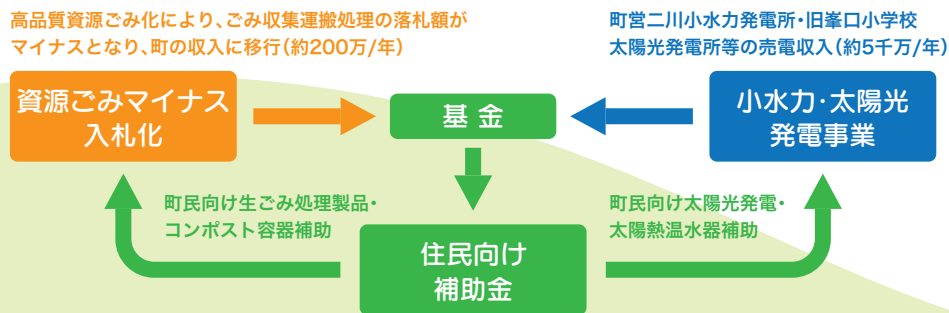 高品質資源ごみ化により、ごみ収集運搬処理の落札額が
マイナスとなり、町の収入に移行(約200万/年)
町営二川小水力発電所・旧峯口小学校
太陽光発電所等の売電収入(約5千万/年)
資源ごみマイナス
入札化
基金
小水力・太陽光
発電事業
町民向け生ごみ処理製品・
コンポスト容器補助
町民向け太陽光発電・
太陽熱温水器補助
住民向け
補助金